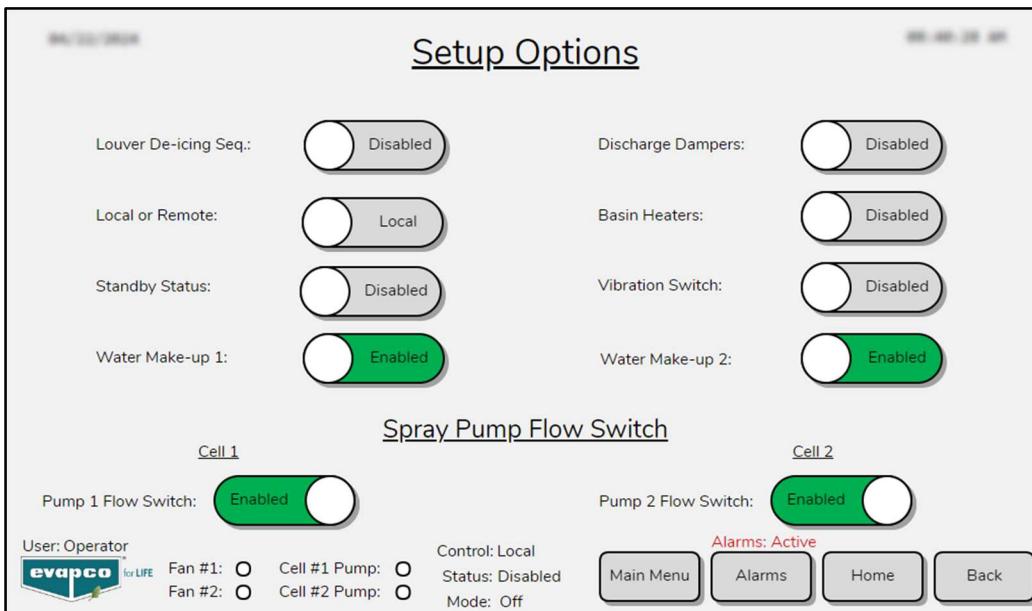 Setup Options
Louver De-icing Seq.: Disabled
Discharge Dampers: Disabled
Local or Remote: Local
Basin Heaters: Disabled
Standby Status: Disabled
Vibration Switch: Disabled
Water Make-up 1: Enabled
Water Make-up 2: Enabled
Spray Pump Flow Switch
Cell 1
Cell 2
Pump 1 Flow Switch: Enabled
Pump 2 Flow Switch: Enabled
User: Operator
evapco for LIFE
Fan #1:
Fan #2:
Cell #1 Pump:
Cell #2 Pump:
Control: Local
Status: Disabled
Mode: Off
Alarms: Active
Main Menu
Alarms
Home
Back